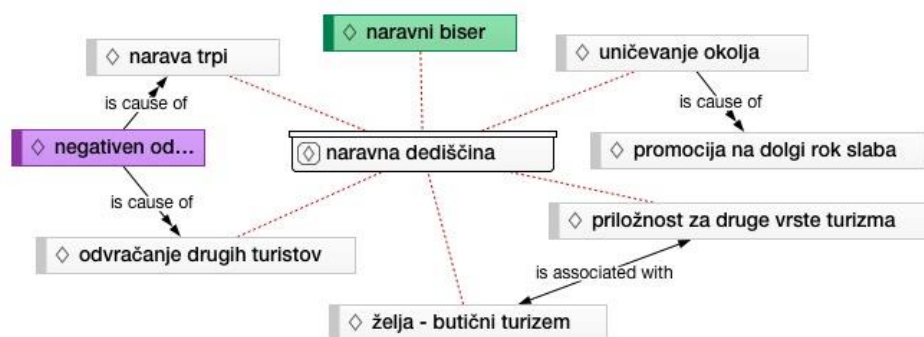 naravni biser
narava trpi
uničevanje okolja
is cause of
is cause of
negativen od...
naravna dediščina
promocija na dolgi rok slaba
is cause of
priložnost za druge vrste turizma
odvračanje drugih turistov
is associated with
želja - butični turizem